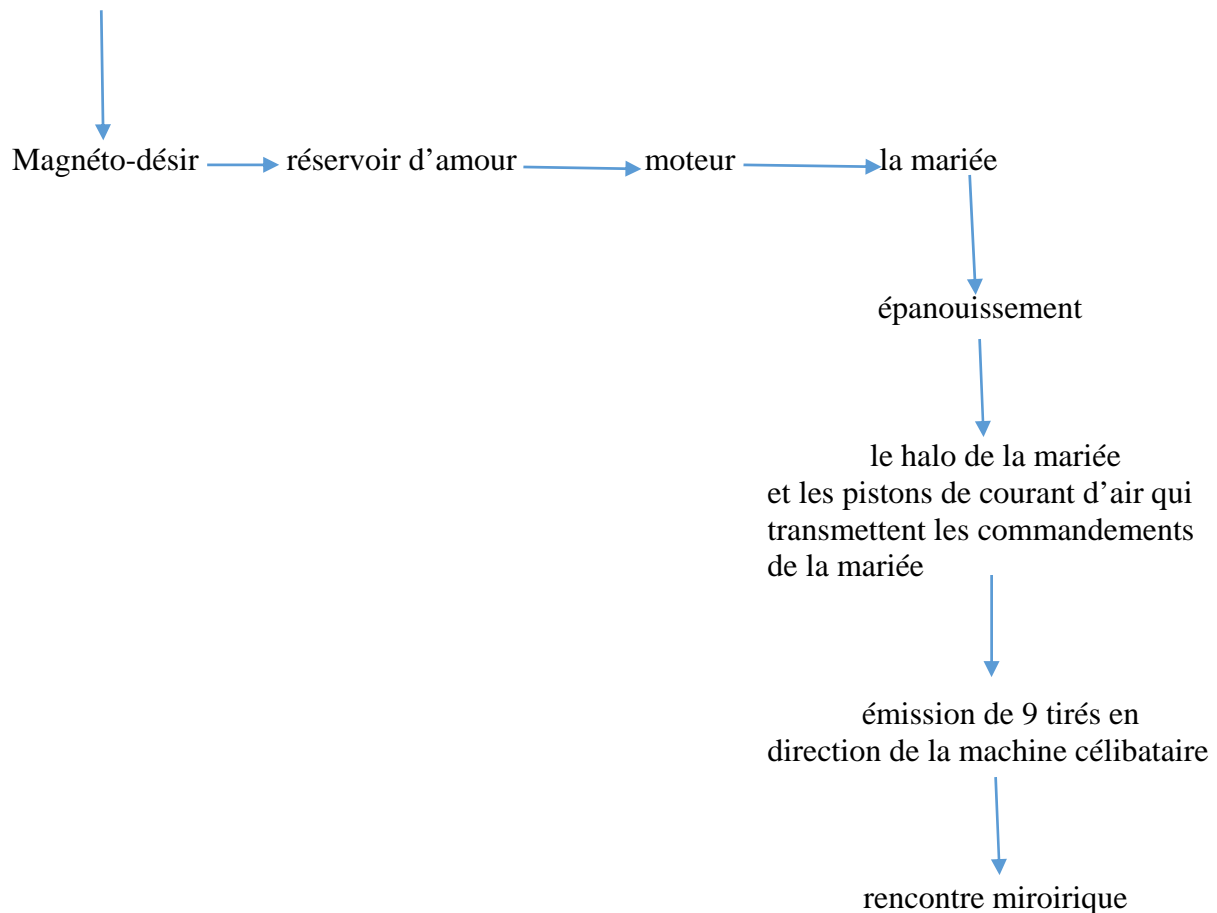 Magnéto-désir réservoir d’amour moteur la mariée
épanouissement
le halo de la mariée
et les pistons de courant d’air qui
transmettent les commandements
de la mariée
émission de 9 tirés en
direction de la machine célibataire
rencontre miroirique